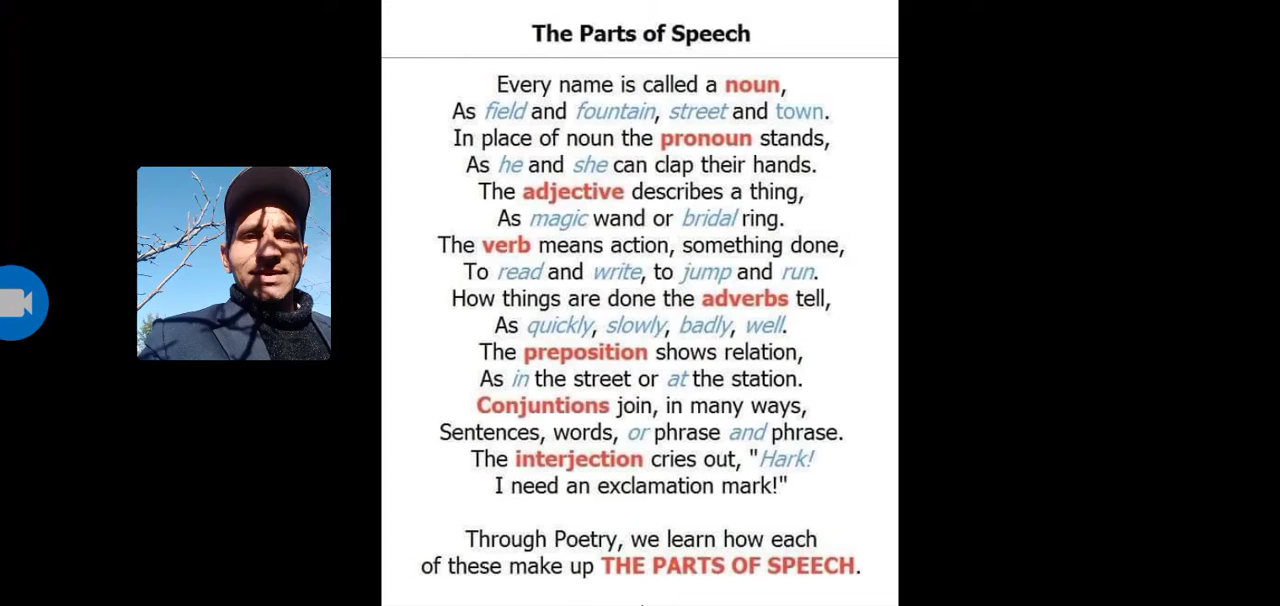 The Parts of Speech
Every name is called a noun,
As field and fountain, street and town.
In place of noun the pronoun stands,
As he and she can clap their hands.
The adjective describes a thing,
As magic wand or bridal ring.
The verb means action, something done,
To read and write, to jump and run.
How things are done the adverbs tell,
As quickly, slowly, badly, well.
The preposition shows relation,
As in the street or at the station.
Conjuntions join, in many ways,
Sentences, words, or phrase and phrase.
The interjection cries out, "Hark!
I need an exclamation mark!"
Through Poetry, we learn how each
of these make up THE PARTS OF SPEECH.